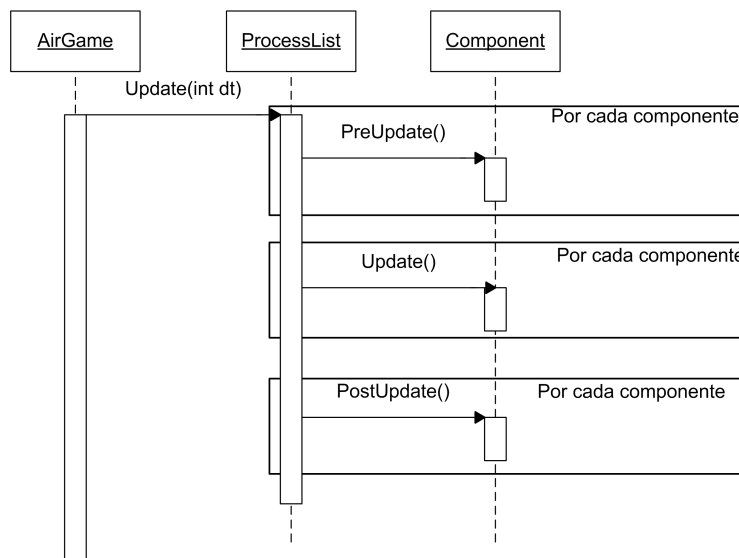 AirGame
ProcessList
Component
Update(int dt)
Por cada componente
PreUpdate()
Por cada componente
Update()
PostUpdate()
Por cada componente